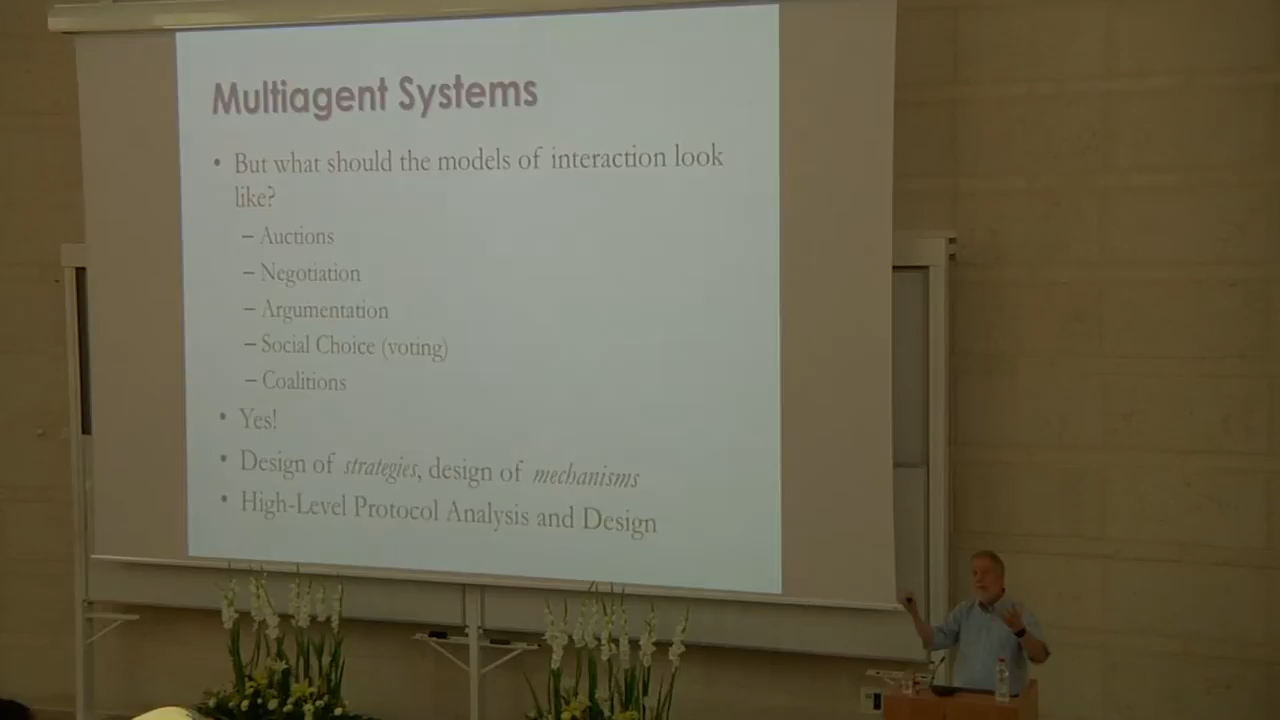 Multiagent Systems
• But what should the models of interaction look
like?
– Auctions
– Negotiation
– Argumentation
– Social Choice (voting)
– Coalitions
• Yes!
• Design of strategies, design of mechanisms
• High-Level Protocol Analysis and Design